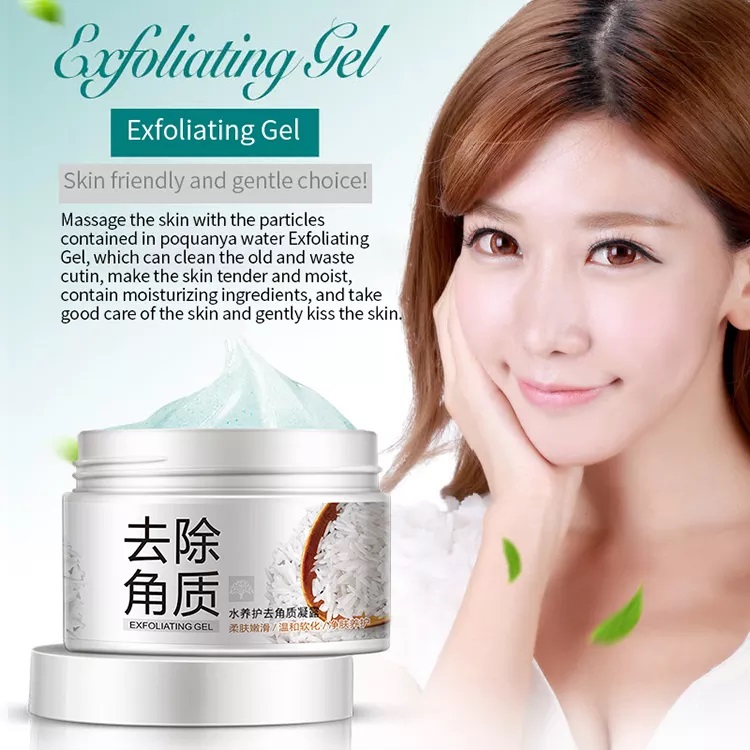 Exfoliating Gel
Exfoliating Gel
Skin friendly and gentle choice!
Massage the skin with the particles
contained in poquanya water Exfoliating
Gel, which can clean the old and waste
cutin, make the skin tender and moist,
contain moisturizing ingredients, and take
good care of the skin and gently kiss the skin.
去除
角质
EXFOLIATING GEL
水养护去角质凝露
柔肤嫩滑/温和软化/净肤养护